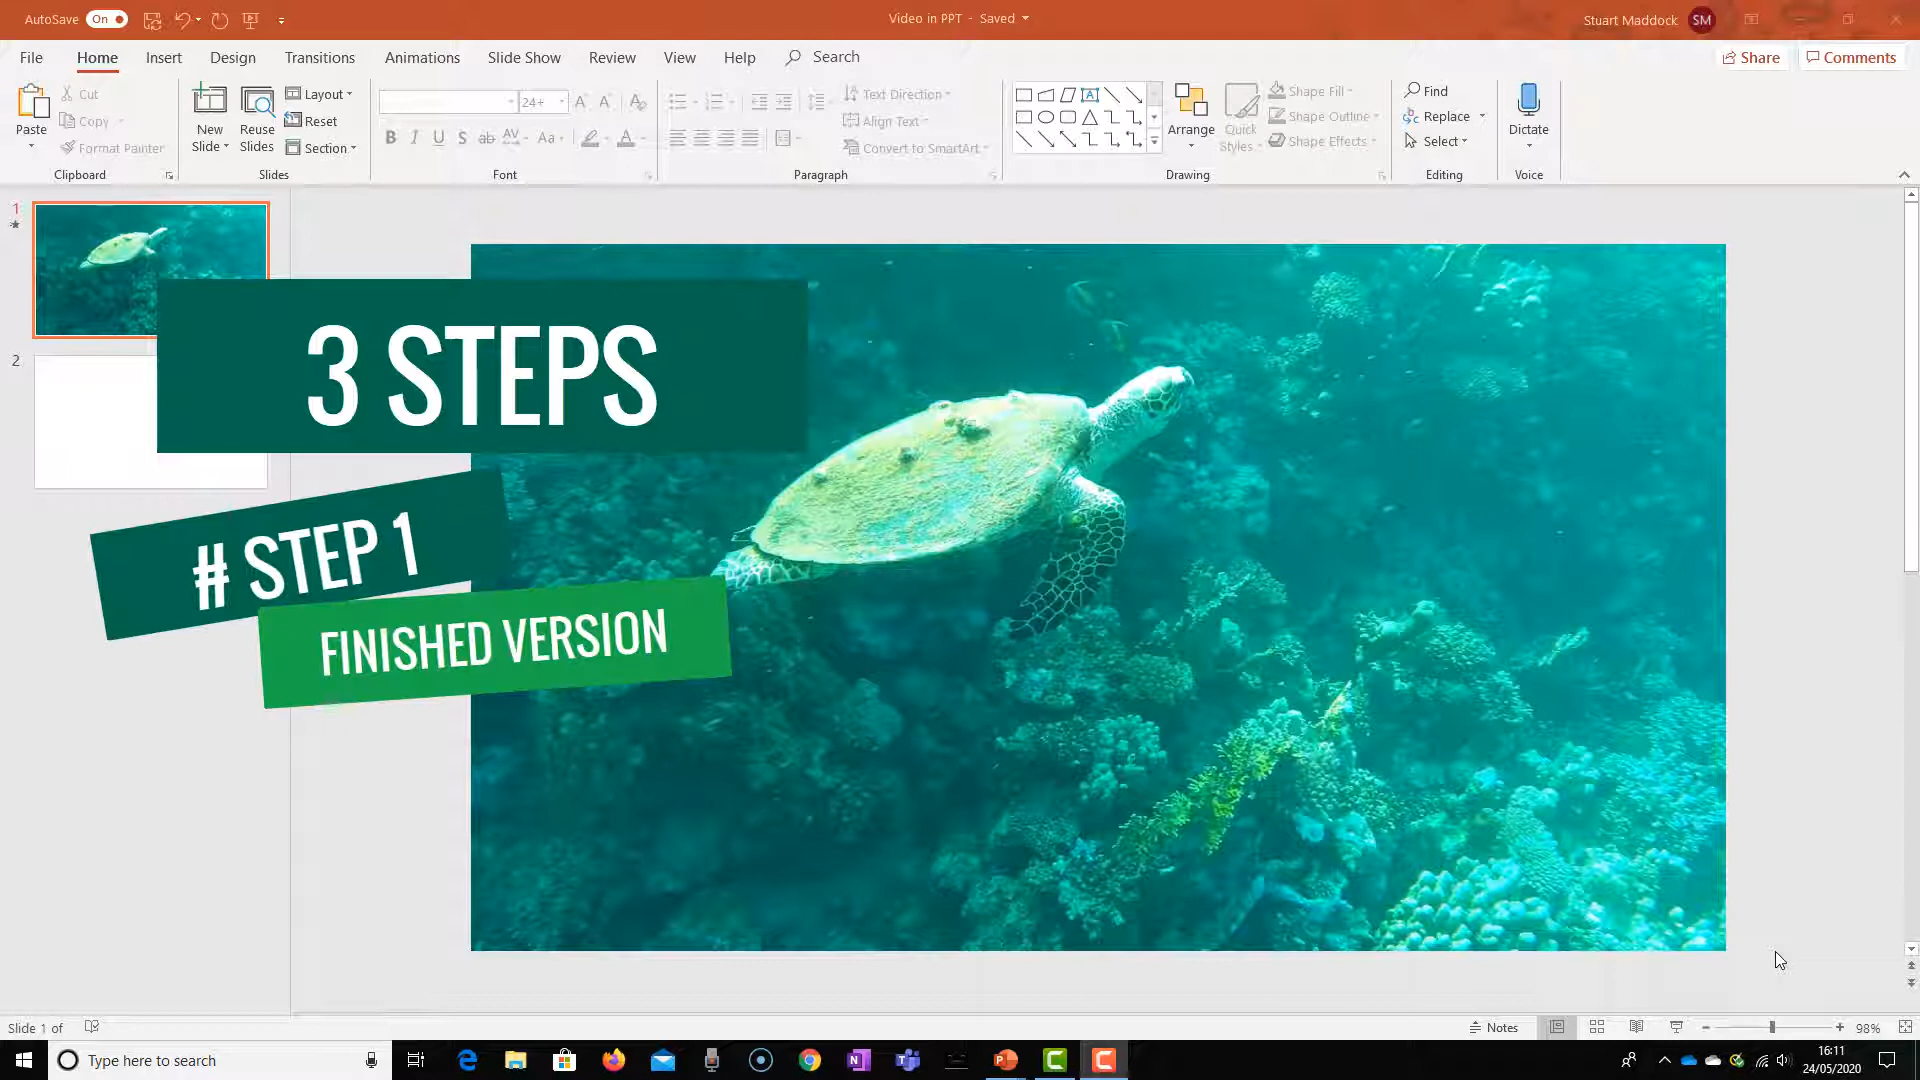 AutoSave On
Video in PPT - Saved
Stuart Maddock SM
File Home Insert Design Transitions Animations Slide Show Review View Help Search Share Comments
Paste
Cut
Copy
Format Painter
New Slide
Reuse Slides
Layout
Reset
Section
24+
Text Direction
Align Text
Convert to SmartArt
Arrange
Quick Styles
Shape Fill
Shape Outline
Shape Effects
Find
Replace
Select
Dictate
Clipboard Slides Font Paragraph Drawing Editing Voice
1
2
3 STEPS
# STEP 1
FINISHED VERSION
Slide 1 of
Notes
98%
Type here to search
16:11
24/05/2020